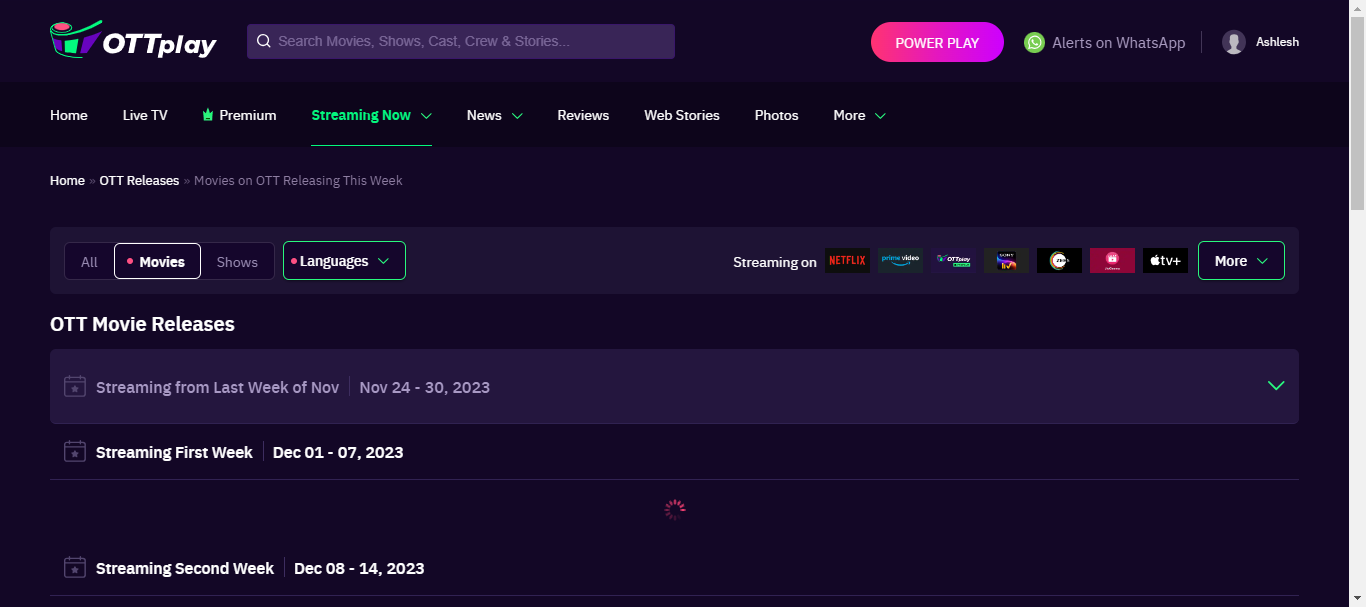 OTTplay
Search Movies, Shows, Cast, Crew & Stories...
POWER PLAY
Alerts on WhatsApp
Ashlesh
Home
Live TV
Premium
Streaming Now
News
Reviews
Web Stories
Photos
More
Home » OTT Releases » Movies on OTT Releasing This Week
All
Movies
Shows
Languages
Streaming on
NETFLIX
prime video
OTTplay
SONY
liv
ZEE5
tv+
More
OTT Movie Releases
Streaming from Last Week of Nov
Nov 24 - 30, 2023
Streaming First Week
Dec 01 - 07, 2023
Streaming Second Week
Dec 08 - 14, 2023